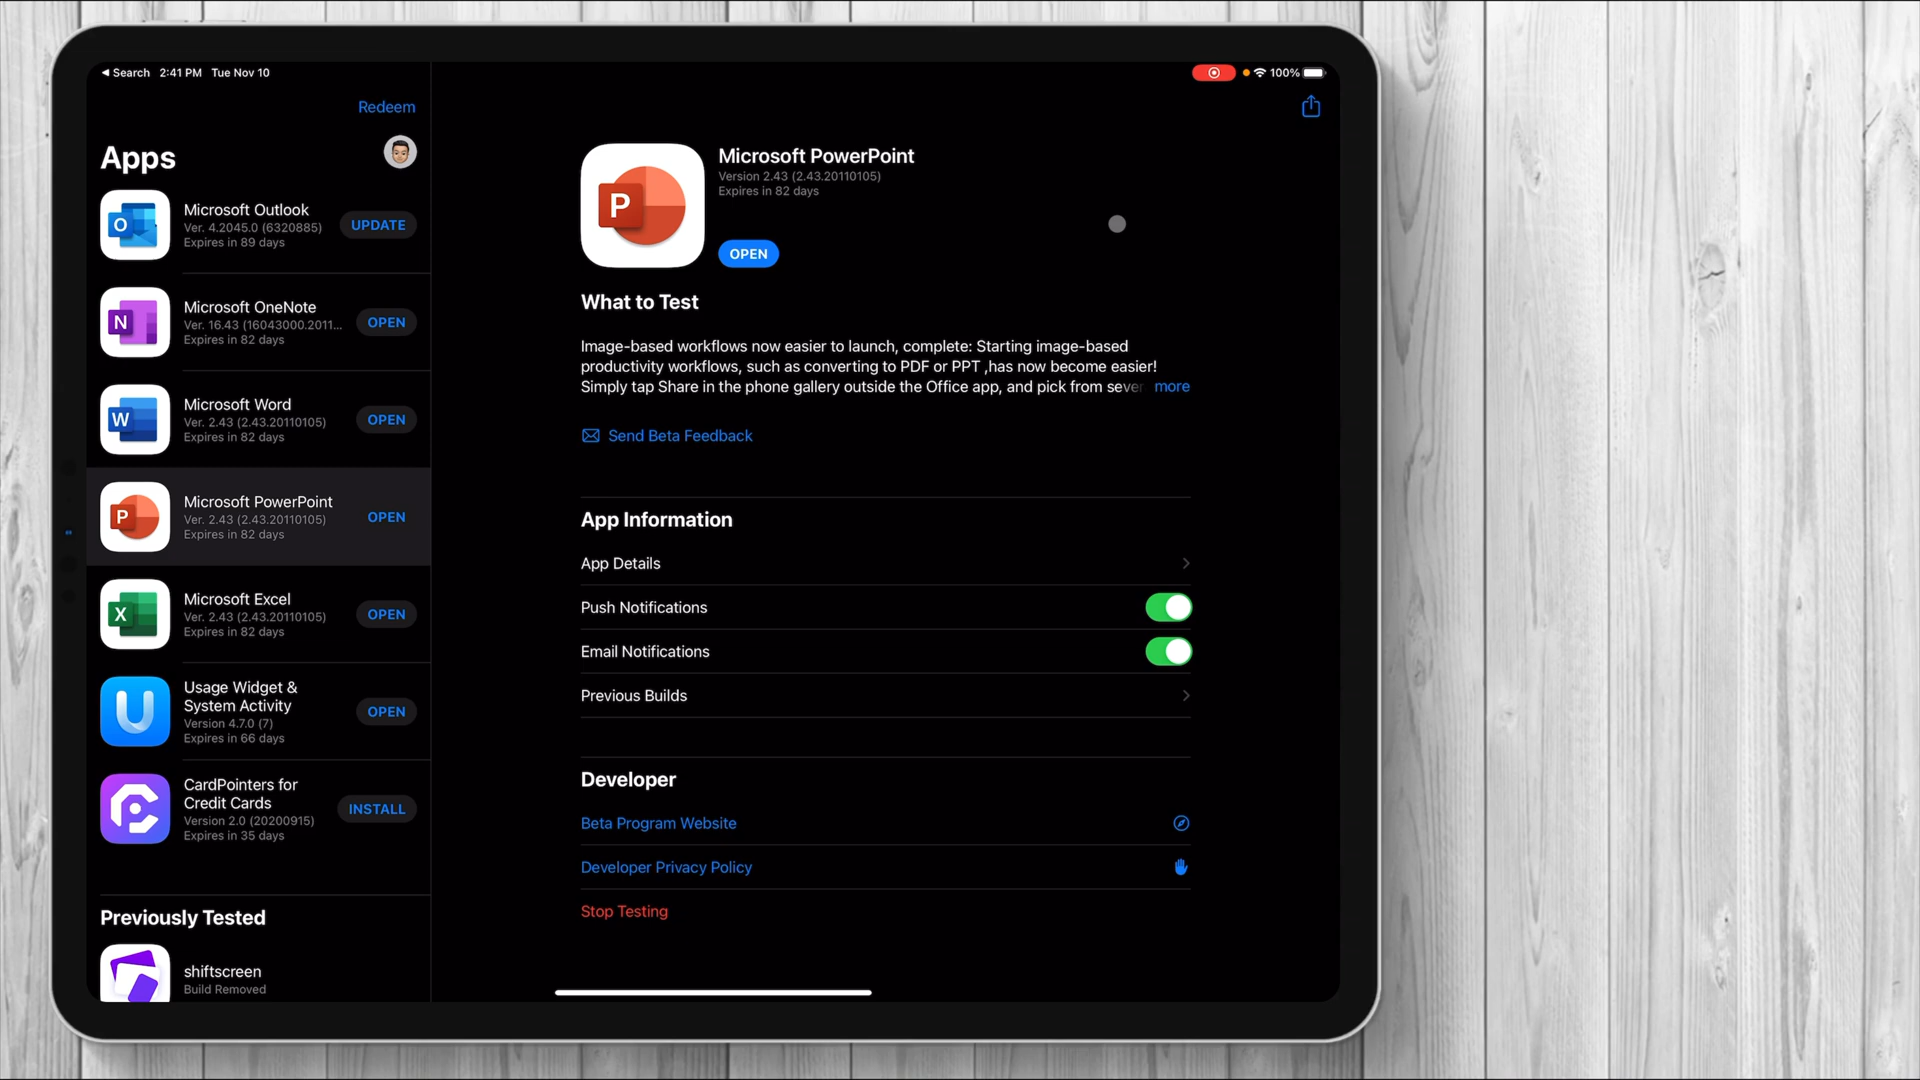 Search 2:41 PM Tue Nov 10
100%
Redeem
Apps
O
Microsoft Outlook
Ver. 4.2045.0 (6320885)
Expires in 89 days
UPDATE
N
Microsoft OneNote
Ver. 16.43 (16043000.2011...
Expires in 82 days
OPEN
W
Microsoft Word
Ver. 2.43 (2.43.20110105)
Expires in 82 days
OPEN
P
Microsoft PowerPoint
Ver. 2.43 (2.43.20110105)
Expires in 82 days
OPEN
X
Microsoft Excel
Ver. 2.43 (2.43.20110105)
Expires in 82 days
OPEN
U
Usage Widget &
System Activity
Version 4.7.0 (7)
Expires in 66 days
OPEN
CardPointers for
Credit Cards
Version 2.0 (20200915)
Expires in 35 days
INSTALL
Previously Tested
shiftscreen
Build Removed
P
Microsoft PowerPoint
Version 2.43 (2.43.20110105)
Expires in 82 days
OPEN
What to Test
Image-based workflows now easier to launch, complete: Starting image-based
productivity workflows, such as converting to PDF or PPT ,has now become easier!
Simply tap Share in the phone gallery outside the Office app, and pick from sever more
Send Beta Feedback
App Information
App Details
Push Notifications
Email Notifications
Previous Builds
Developer
Beta Program Website
Developer Privacy Policy
Stop Testing